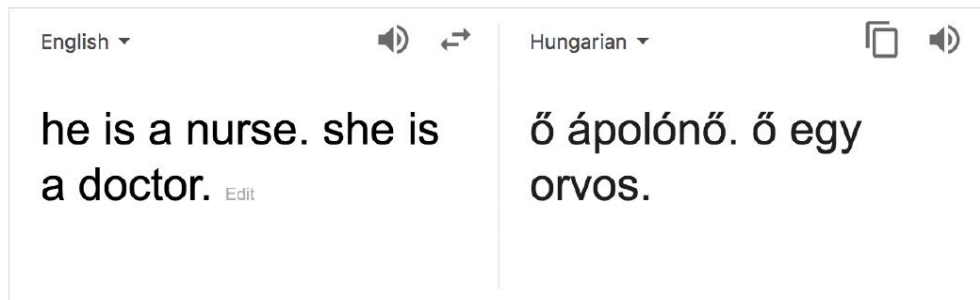 English
Hungarian
he is a nurse. she is
a doctor. Edit
ő ápolónő. ő egy
orvos.